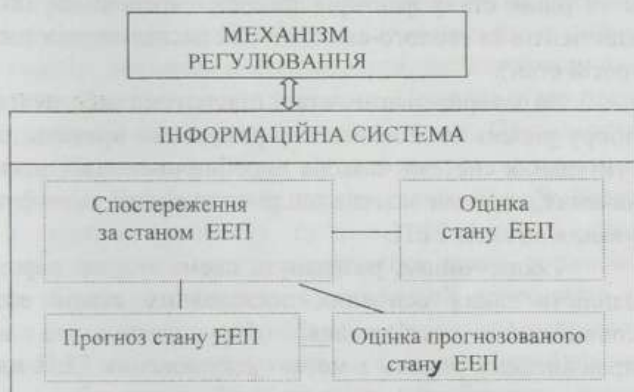 МЕХАНІЗМ
РЕГУЛЮВАННЯ
ІНФОРМАЦІЙНА СИСТЕМА
Спостереження
за станом ЕЕП
Оцінка
стану ЕЕП
Прогноз стану ЕЕП
Оцінка прогнозованого
стану ЕЕП